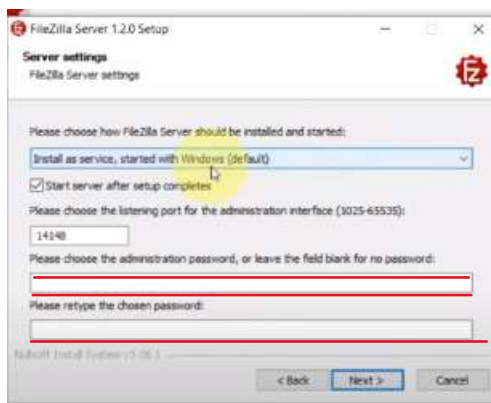 FileZilla Server 1.2.0 Setup
Server settings
FileZilla Server settings
Please choose how FileZilla Server should be installed and started:
Install as service, started with Windows (default)
Start server after setup completes
Please choose the listening port for the administration interface (1025-65535):
14148
Please choose the administration password, or leave the field blank for no password:
Please retype the chosen password:
Nullsoft Install System
< Back
Next >
Cancel